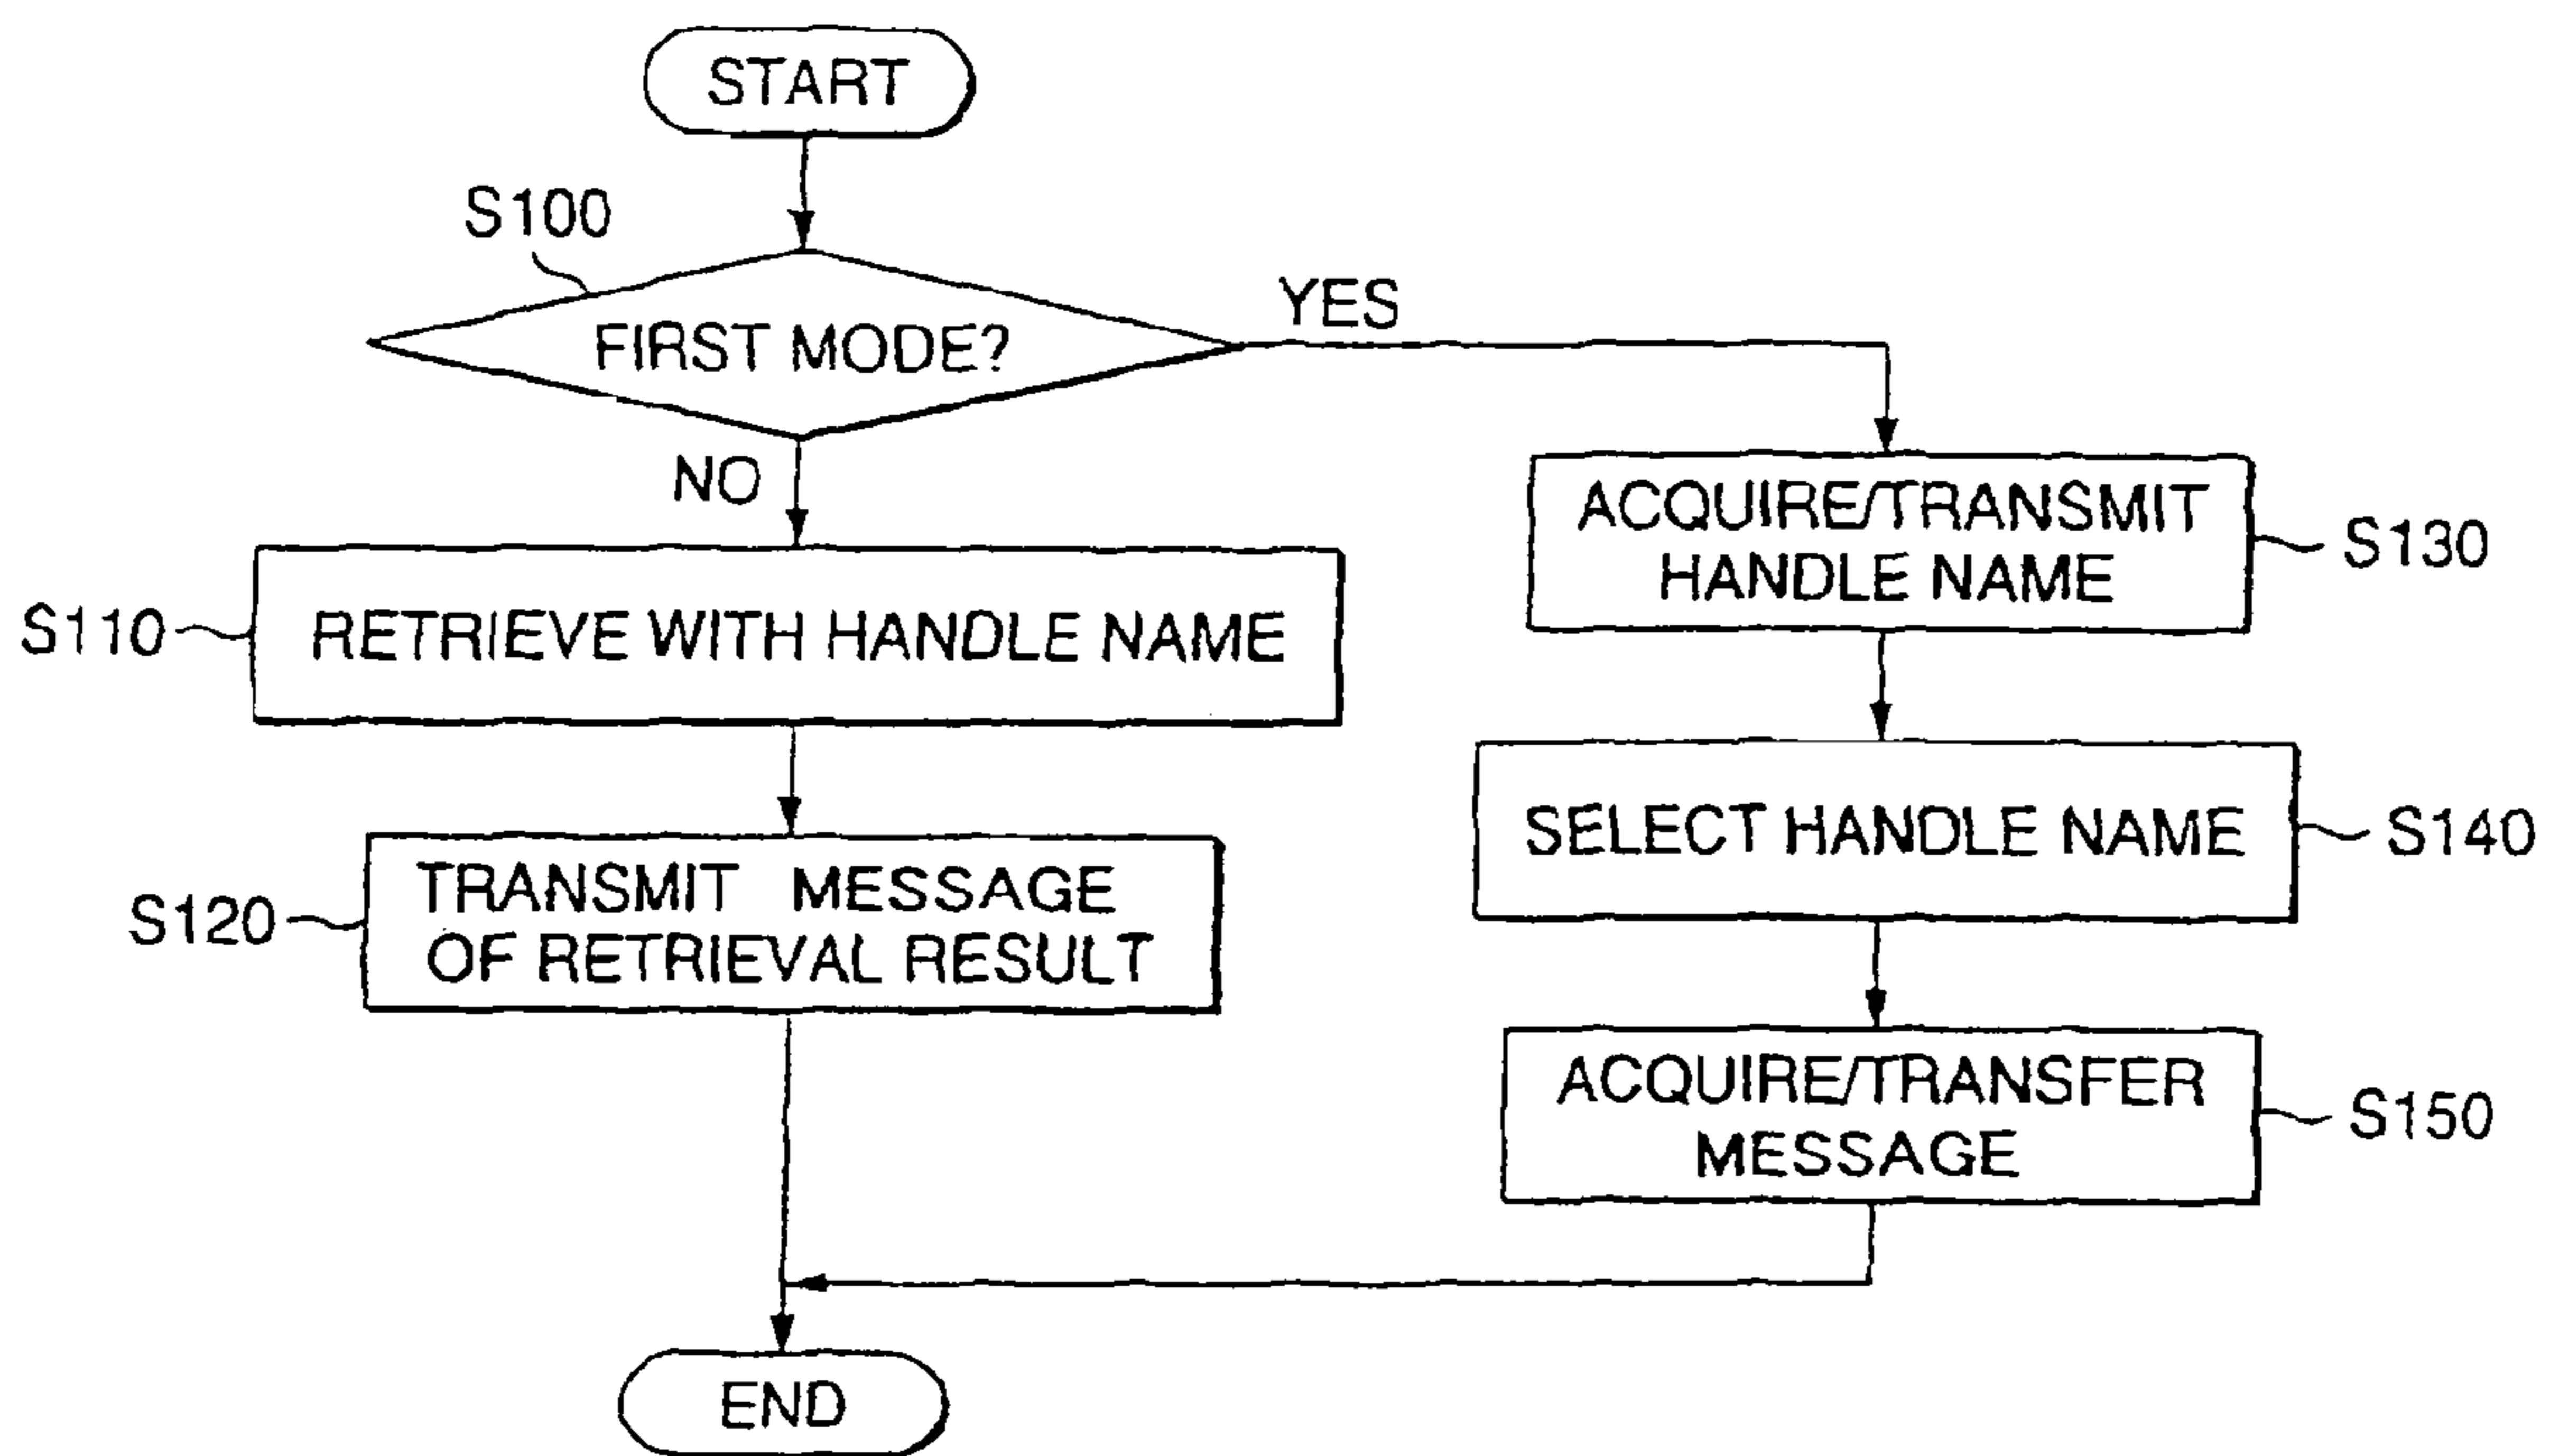 START
S100
FIRST MODE?
YES
NO
S110
RETRIEVE WITH HANDLE NAME
S120
TRANSMIT MESSAGE
OF RETRIEVAL RESULT
ACQUIRE/TRANSMIT
HANDLE NAME
S130
SELECT HANDLE NAME
S140
ACQUIRE/TRANSFER
MESSAGE
S150
END